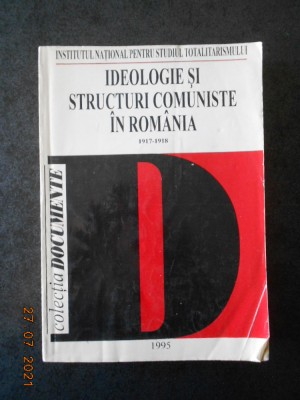 INSTITUTUL NAȚIONAL PENTRU STUDIUL TOTALITARISMULUI
IDEOLOGIE ȘI
STRUCTURI COMUNISTE
ÎN ROMÂNIA
1917-1918
colecția DOCUMENTE
D
1995
27 07 2021